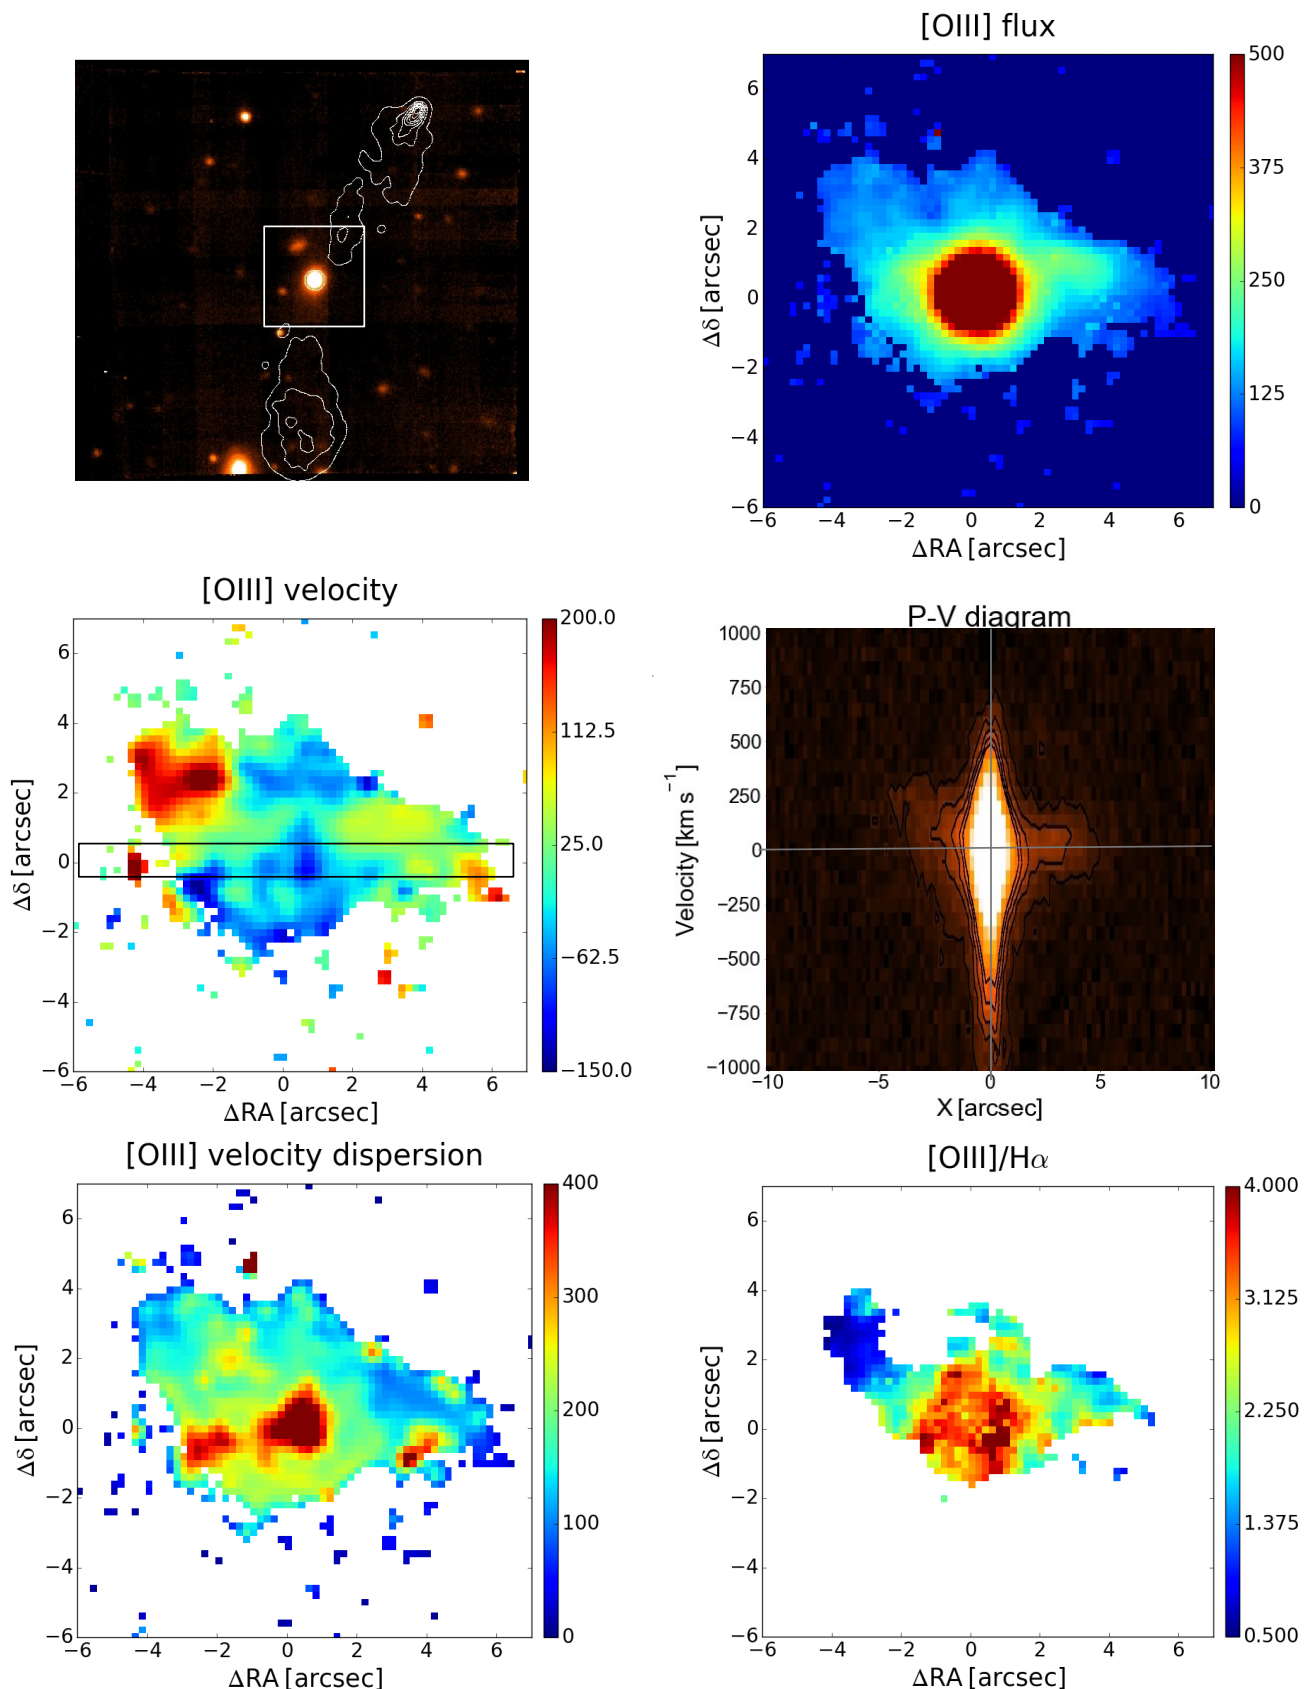 [OIII] flux
6
4
2
0
−2
−4
−6
Δδ [arcsec]
−6 −4 −2 0 2 4 6
ΔRA [arcsec]
500
375
250
125
0
[OIII] velocity
6
4
2
0
−2
−4
−6
Δδ [arcsec]
−6 −4 −2 0 2 4 6
ΔRA [arcsec]
200.0
112.5
25.0
−62.5
−150.0
P-V diagram
1000
750
500
250
0
−250
−500
−750
−1000
Velocity [km s⁻¹]
−10 −5 0 5 10
X [arcsec]
[OIII] velocity dispersion
6
4
2
0
−2
−4
−6
Δδ [arcsec]
−6 −4 −2 0 2 4 6
ΔRA [arcsec]
400
300
200
100
0
[OIII]/Hα
6
4
2
0
−2
−4
−6
Δδ [arcsec]
−6 −4 −2 0 2 4 6
ΔRA [arcsec]
4.000
3.125
2.250
1.375
0.500